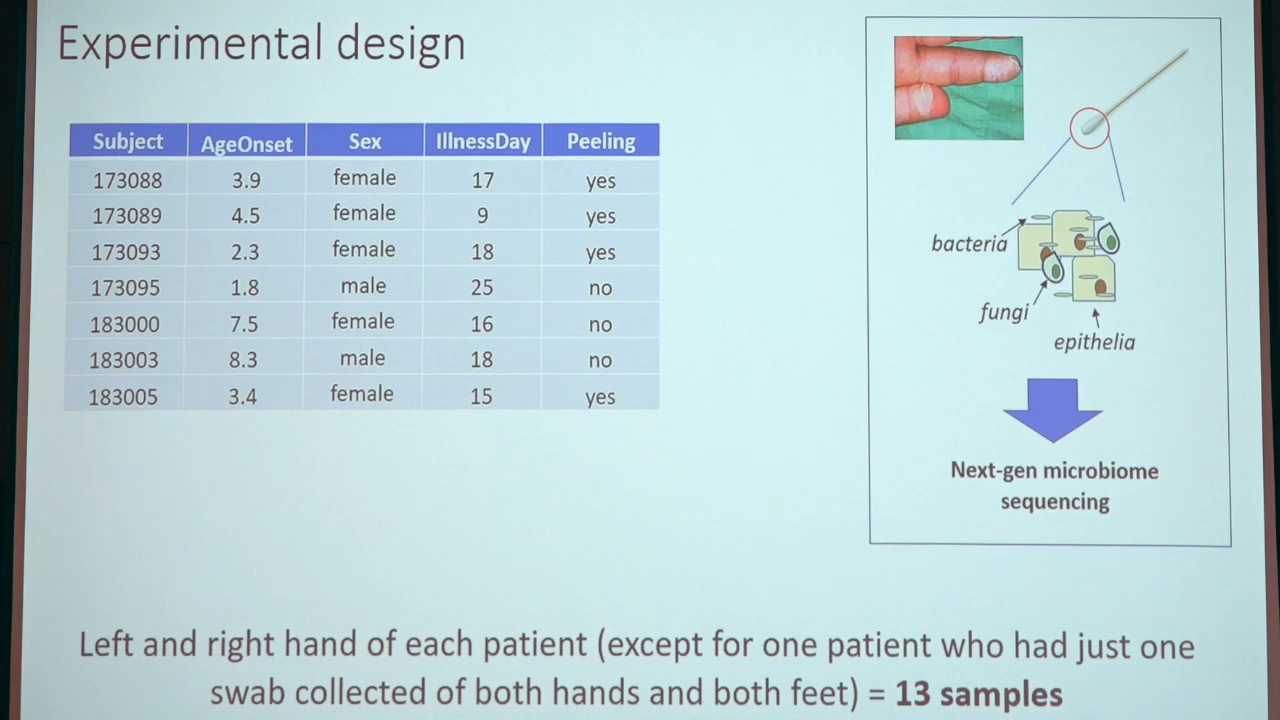 Experimental design
Subject AgeOnset Sex IllnessDay Peeling
173088 3.9 female 17 yes
173089 4.5 female 9 yes
173093 2.3 female 18 yes
173095 1.8 male 25 no
183000 7.5 female 16 no
183003 8.3 male 18 no
183005 3.4 female 15 yes
bacteria
fungi
epithelia
Next-gen microbiome
sequencing
Left and right hand of each patient (except for one patient who had just one
swab collected of both hands and both feet) = 13 samples